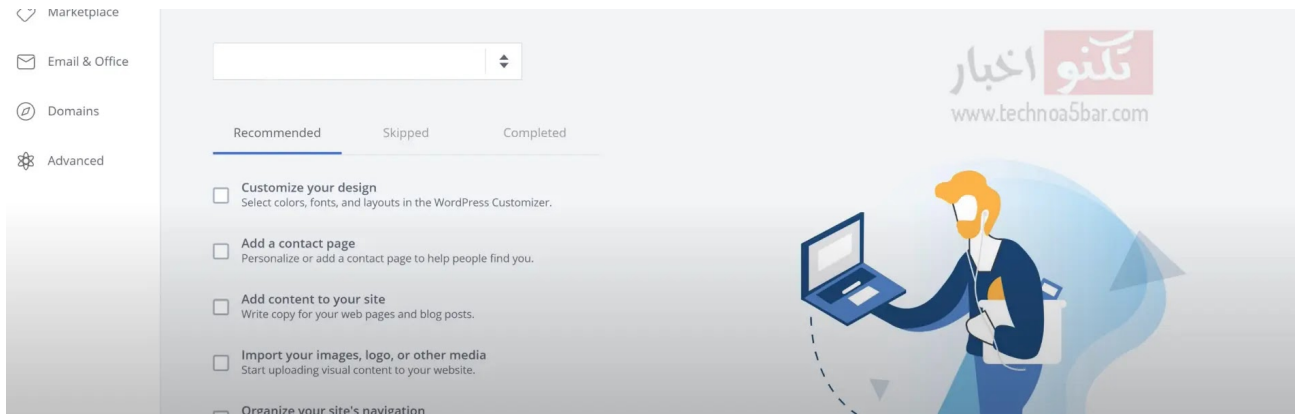 Marketplace
Email & Office
Domains
Advanced
Recommended
Skipped
Completed
Customize your design
Select colors, fonts, and layouts in the WordPress Customizer.
Add a contact page
Personalize or add a contact page to help people find you.
Add content to your site
Write copy for your web pages and blog posts.
Import your images, logo, or other media
Start uploading visual content to your website.
Organize your site's navigation
تكنو اخبار
www.technoa5bar.com